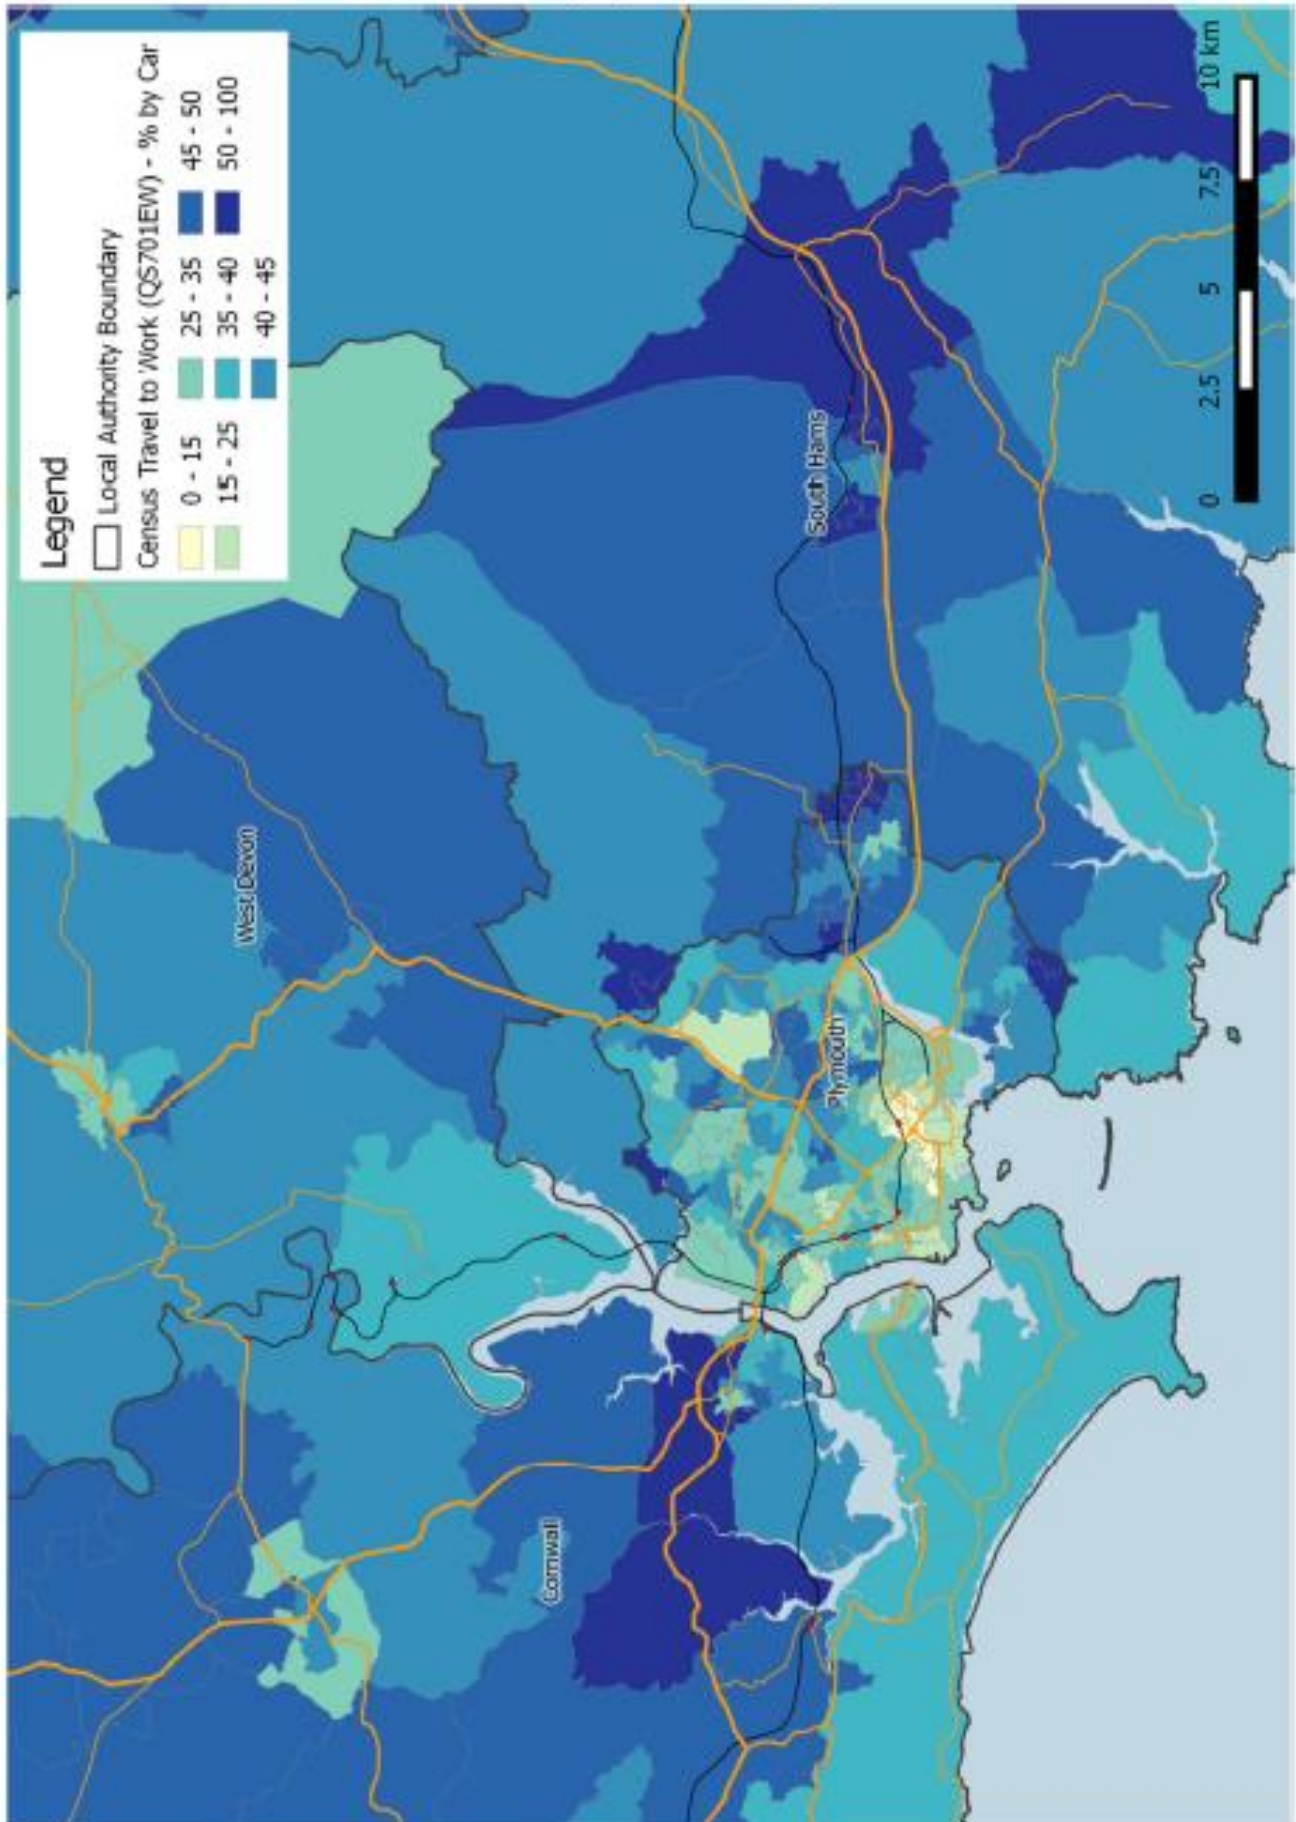 Legend
Local Authority Boundary
Census Travel to Work (QS701EW) - % by Car
0 - 15
15 - 25
25 - 35
35 - 40
40 - 45
45 - 50
50 - 100
West Devon
South Hams
Plymouth
Cornwall
0 2.5 5 7.5 10 km